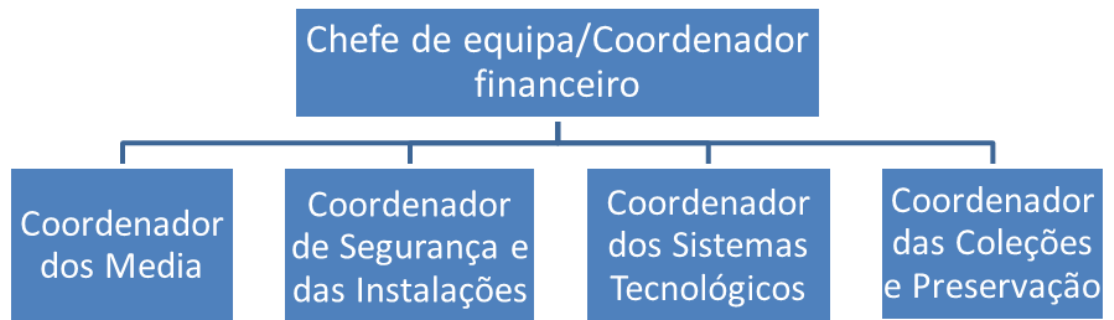 Chefe de equipa/Coordenador
financeiro
Coordenador
dos Media
Coordenador
de Segurança e
das Instalações
Coordenador
dos Sistemas
Tecnológicos
Coordenador
das Coleções
e Preservação